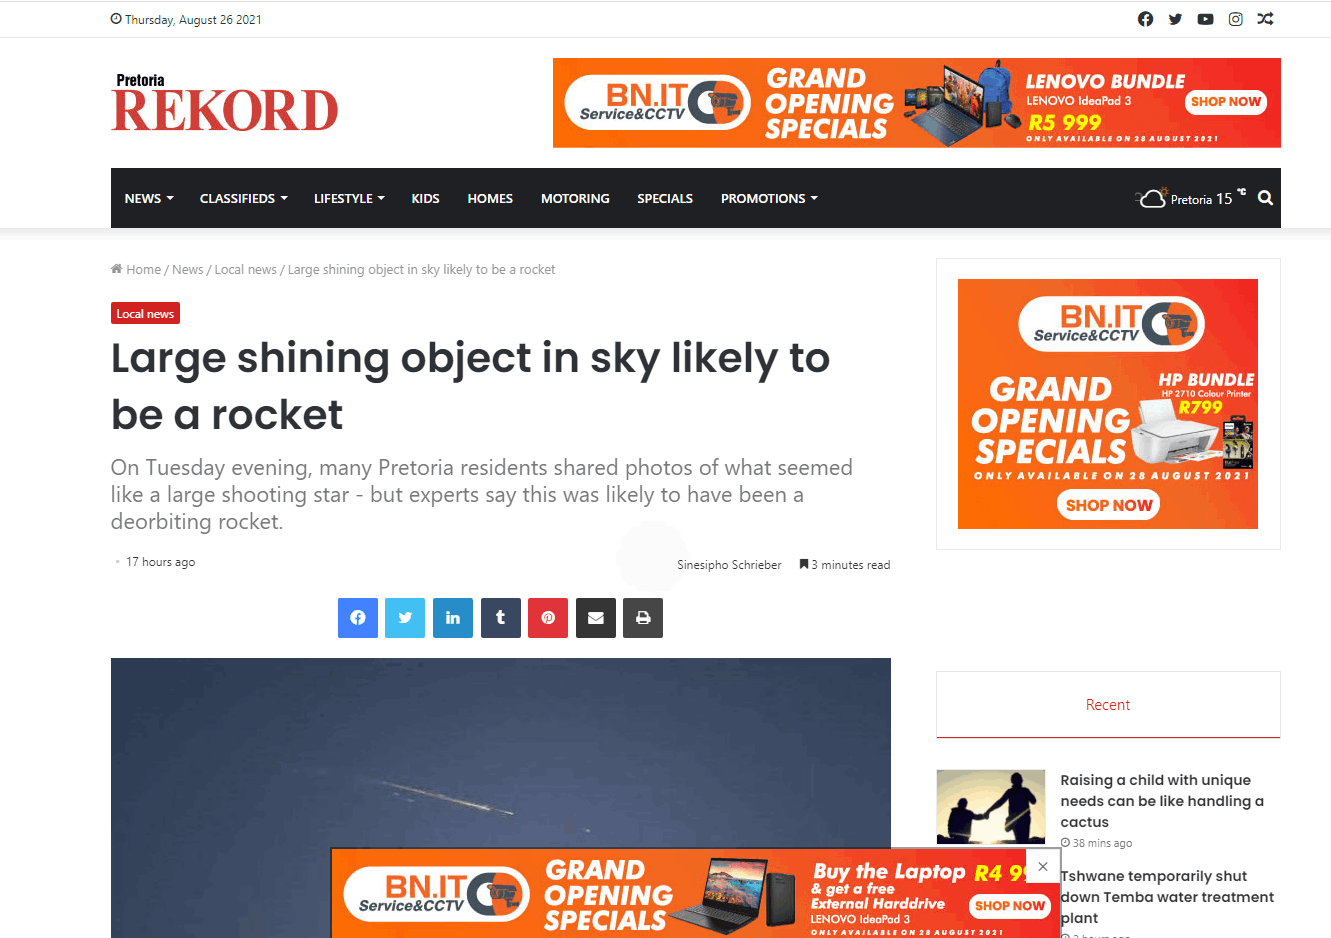 Thursday, August 26 2021
Pretoria
REKORD
BN.IT
Service&CCTV
GRAND
OPENING
SPECIALS
LENOVO BUNDLE
LENOVO IdeaPad 3
R5 999
ONLY AVAILABLE ON 28 AUGUST 2021
SHOP NOW
NEWS CLASSIFIEDS LIFESTYLE KIDS HOMES MOTORING SPECIALS PROMOTIONS
Pretoria 15 °C
Home / News / Local news / Large shining object in sky likely to be a rocket
Local news
Large shining object in sky likely to
be a rocket
On Tuesday evening, many Pretoria residents shared photos of what seemed
like a large shooting star - but experts say this was likely to have been a
deorbiting rocket.
17 hours ago
Sinesipho Schrieber 3 minutes read
BN.IT
Service&CCTV
GRAND
OPENING
SPECIALS
HP BUNDLE
HP 2710 Colour Printer
R799
ONLY AVAILABLE ON 28 AUGUST 2021
SHOP NOW
Recent
Raising a child with unique
needs can be like handling a
cactus
38 mins ago
Tshwane temporarily shut
down Temba water treatment
plant
BN.IT
Service&CCTV
GRAND
OPENING
SPECIALS
Buy the Laptop R4 99
& get a free
External Harddrive
LENOVO IdeaPad 3
SHOP NOW
ONLY AVAILABLE ON 28 AUGUST 2021